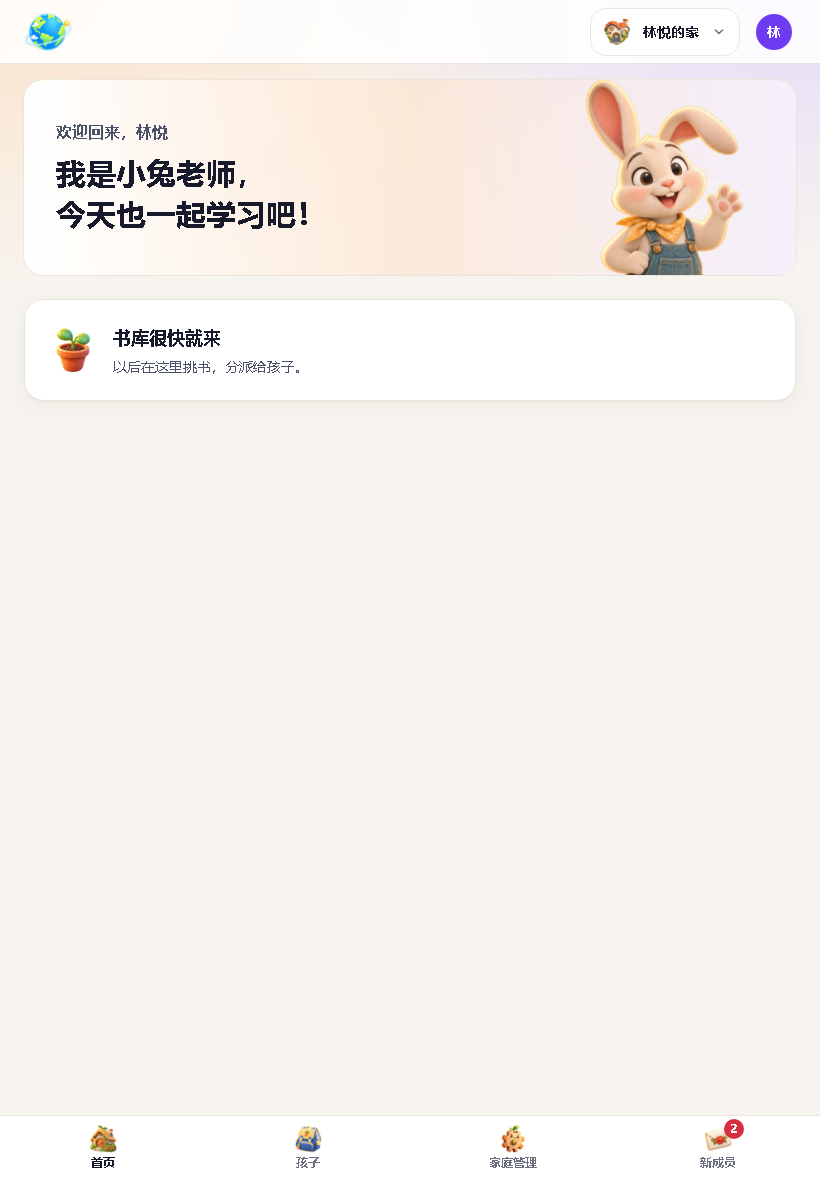 林悦的家
林
欢迎回来，林悦
我是小兔老师，
今天也一起学习吧！
书库很快就来
以后在这里挑书，分派给孩子。
首页
孩子
家庭管理
2
新成员